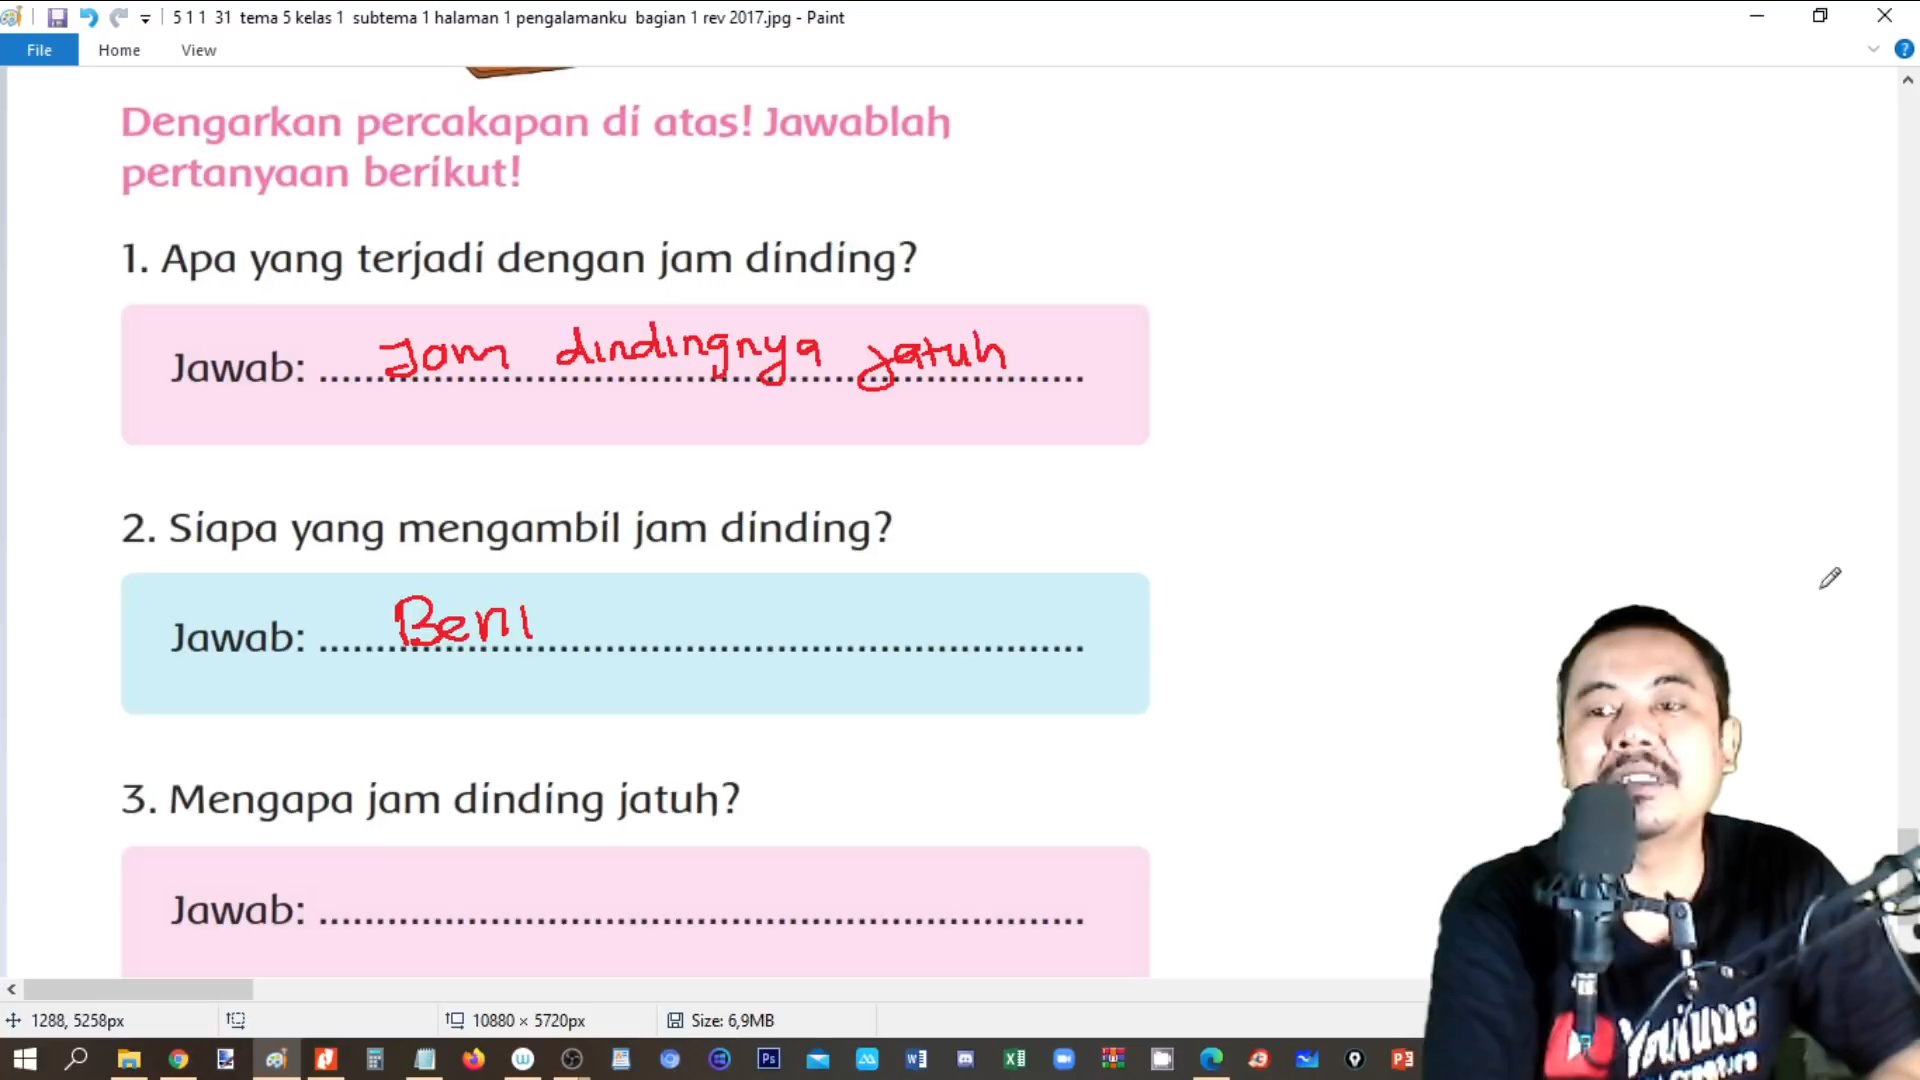 5 1 1 31 tema 5 kelas 1 subtema 1 halaman 1 pengalamanku bagian 1 rev 2017.jpg - Paint
File Home View
Dengarkan percakapan di atas! Jawablah
pertanyaan berikut!
1. Apa yang terjadi dengan jam dinding?
Jam dindingnya jatuh
Jawab: ....................................................................
2. Siapa yang mengambil jam dinding?
Beni
Jawab: ....................................................................
3. Mengapa jam dinding jatuh?
Jawab: ....................................................................
1288, 5258px 10880 × 5720px Size: 6,9MB